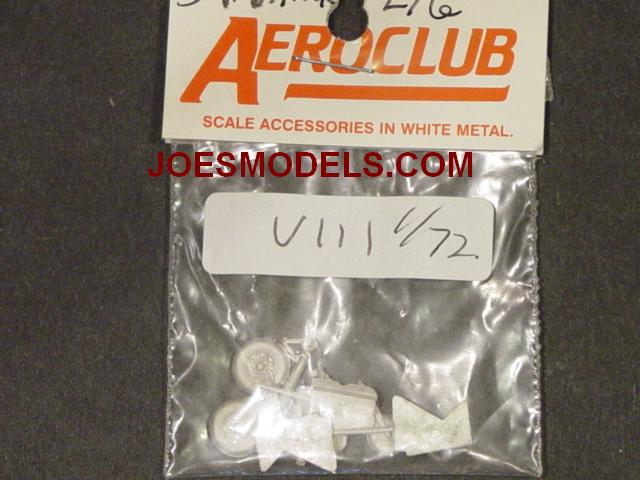 AEROCLUB
SCALE ACCESSORIES IN WHITE METAL.
JOESMODELS.COM
V111 1/72